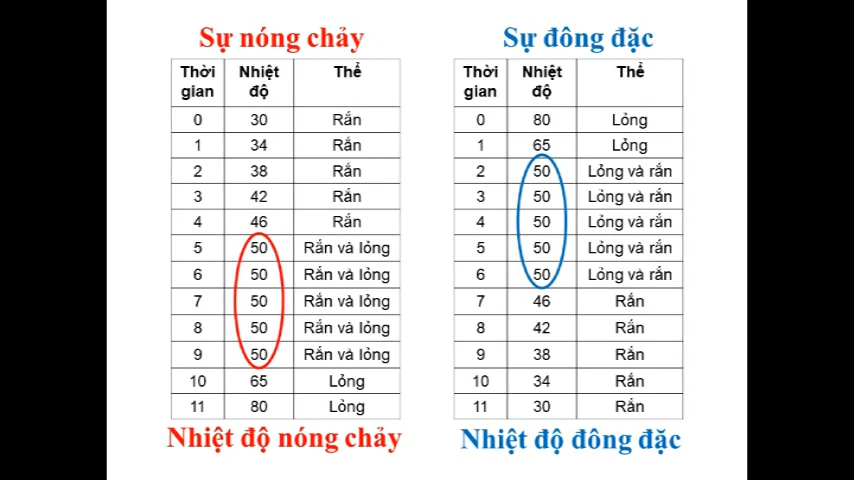 Sự nóng chảy
Thời gian Nhiệt độ Thể
0 30 Rắn
1 34 Rắn
2 38 Rắn
3 42 Rắn
4 46 Rắn
5 50 Rắn và lỏng
6 50 Rắn và lỏng
7 50 Rắn và lỏng
8 50 Rắn và lỏng
9 50 Rắn và lỏng
10 65 Lỏng
11 80 Lỏng
Nhiệt độ nóng chảy
Sự đông đặc
Thời gian Nhiệt độ Thể
0 80 Lỏng
1 65 Lỏng
2 50 Lỏng và rắn
3 50 Lỏng và rắn
4 50 Lỏng và rắn
5 50 Lỏng và rắn
6 50 Lỏng và rắn
7 46 Rắn
8 42 Rắn
9 38 Rắn
10 34 Rắn
11 30 Rắn
Nhiệt độ đông đặc